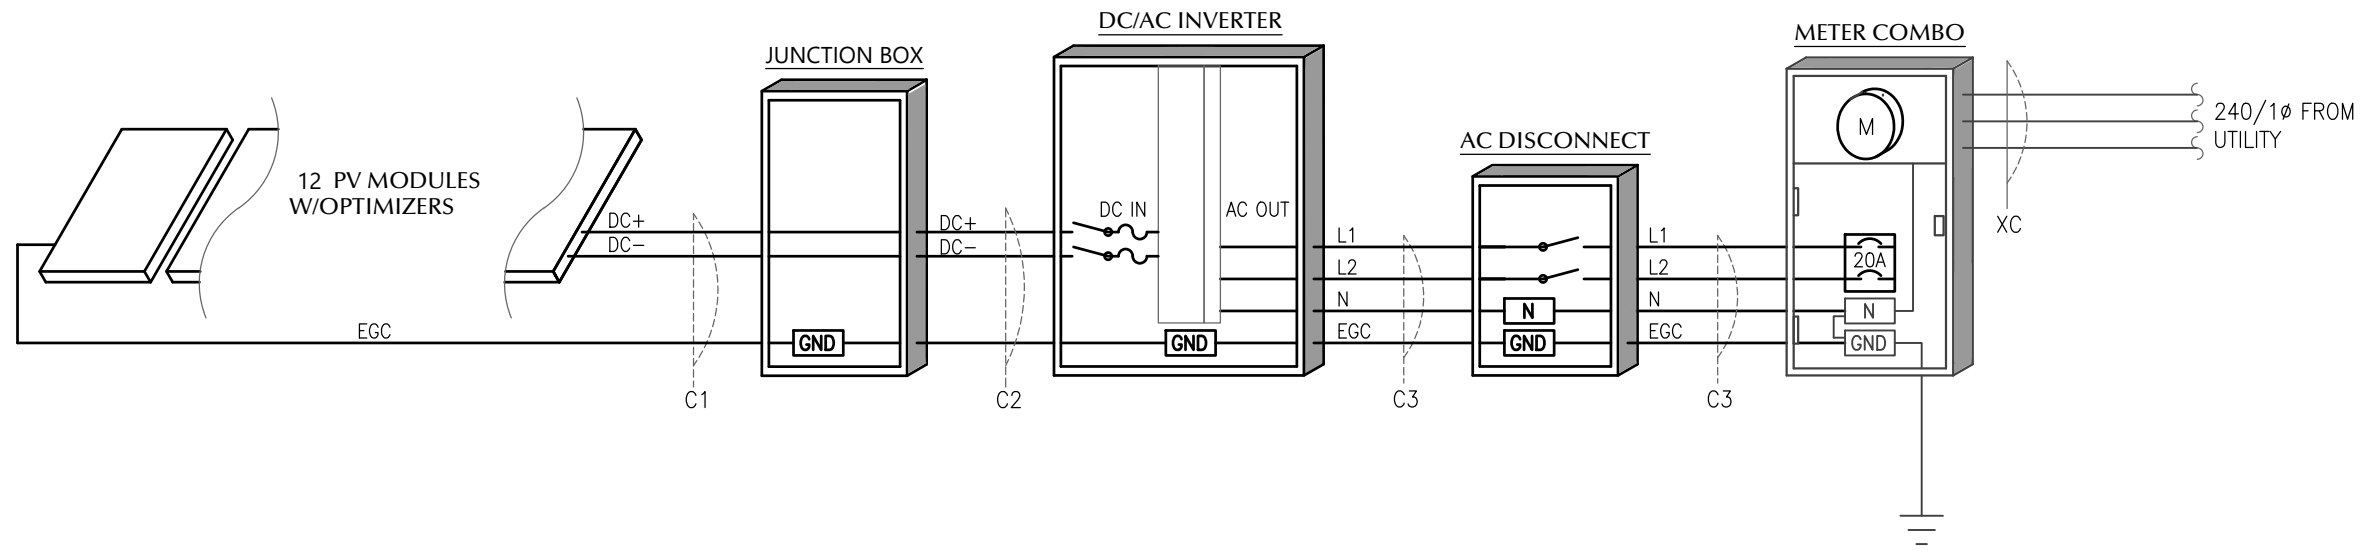 DC/AC INVERTER
METER COMBO
JUNCTION BOX
240/1ø FROM
UTILITY
M
AC DISCONNECT
12 PV MODULES
W/OPTIMIZERS
DC IN
AC OUT
DC+
DC-
DC+
DC-
L1
L2
N
EGC
L1
L2
N
EGC
XC
20A
N
N
EGC
GND
GND
GND
GND
C1
C2
C3
C3